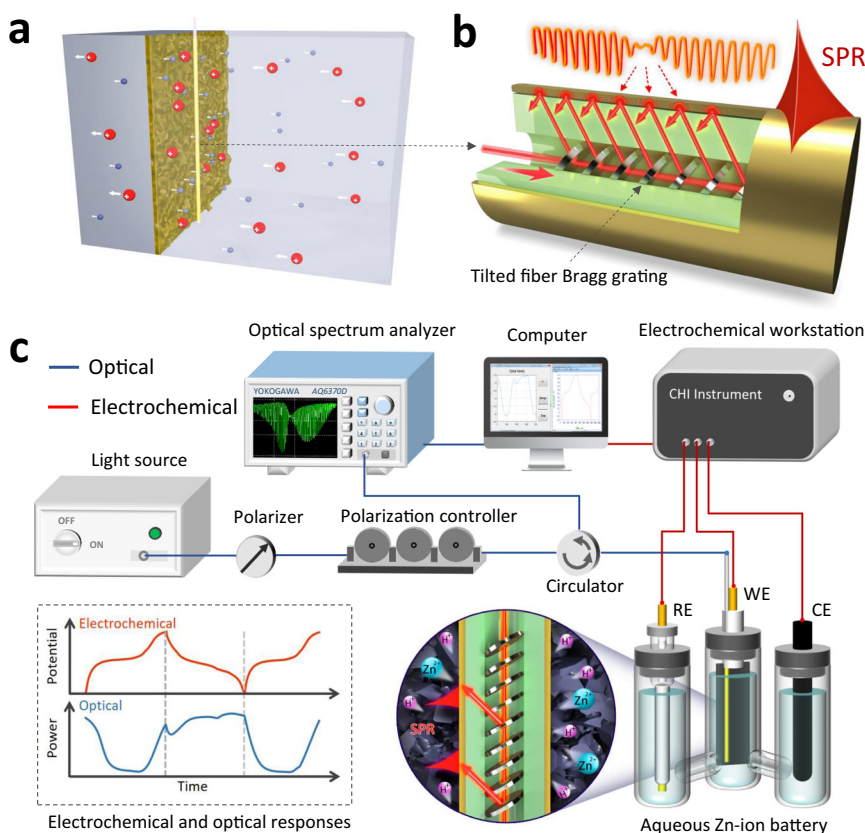 a
b
SPR
Tilted fiber Bragg grating
c
Optical spectrum analyzer
Computer
Electrochemical workstation
Optical
Electrochemical
YOKOGAWA AQ6370D
CHI Instrument
Light source
OFF
ON
Polarizer
Polarization controller
Circulator
RE
WE
CE
Electrochemical
Potential
Optical
Power
Time
Electrochemical and optical responses
H+
Zn2+
H+
H+
Zn2+
H+
SPR
H+
H+
Zn2+
H+
Aqueous Zn-ion battery